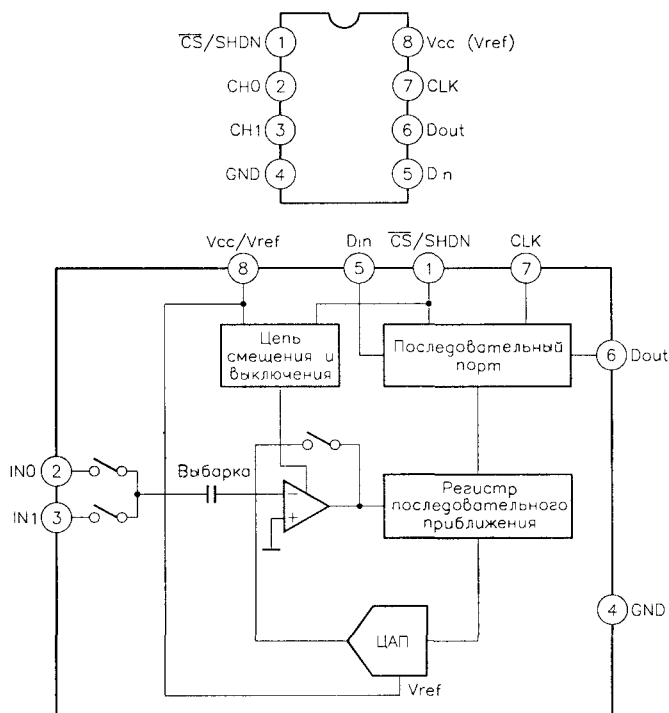 CS/SHDN 1 8 Vcc (Vref)
CH0 2 7 CLK
CH1 3 6 Dout
GND 4 5 Din
Vcc/Vref Din CS/SHDN CLK
8 5 1 7
Цепь
смещения и
выключения
Последовательный
порт
6 Dout
IN0 2
Выбарка
IN1 3
−
+
Регистр
последовательного
приближения
4 GND
ЦАП
Vref